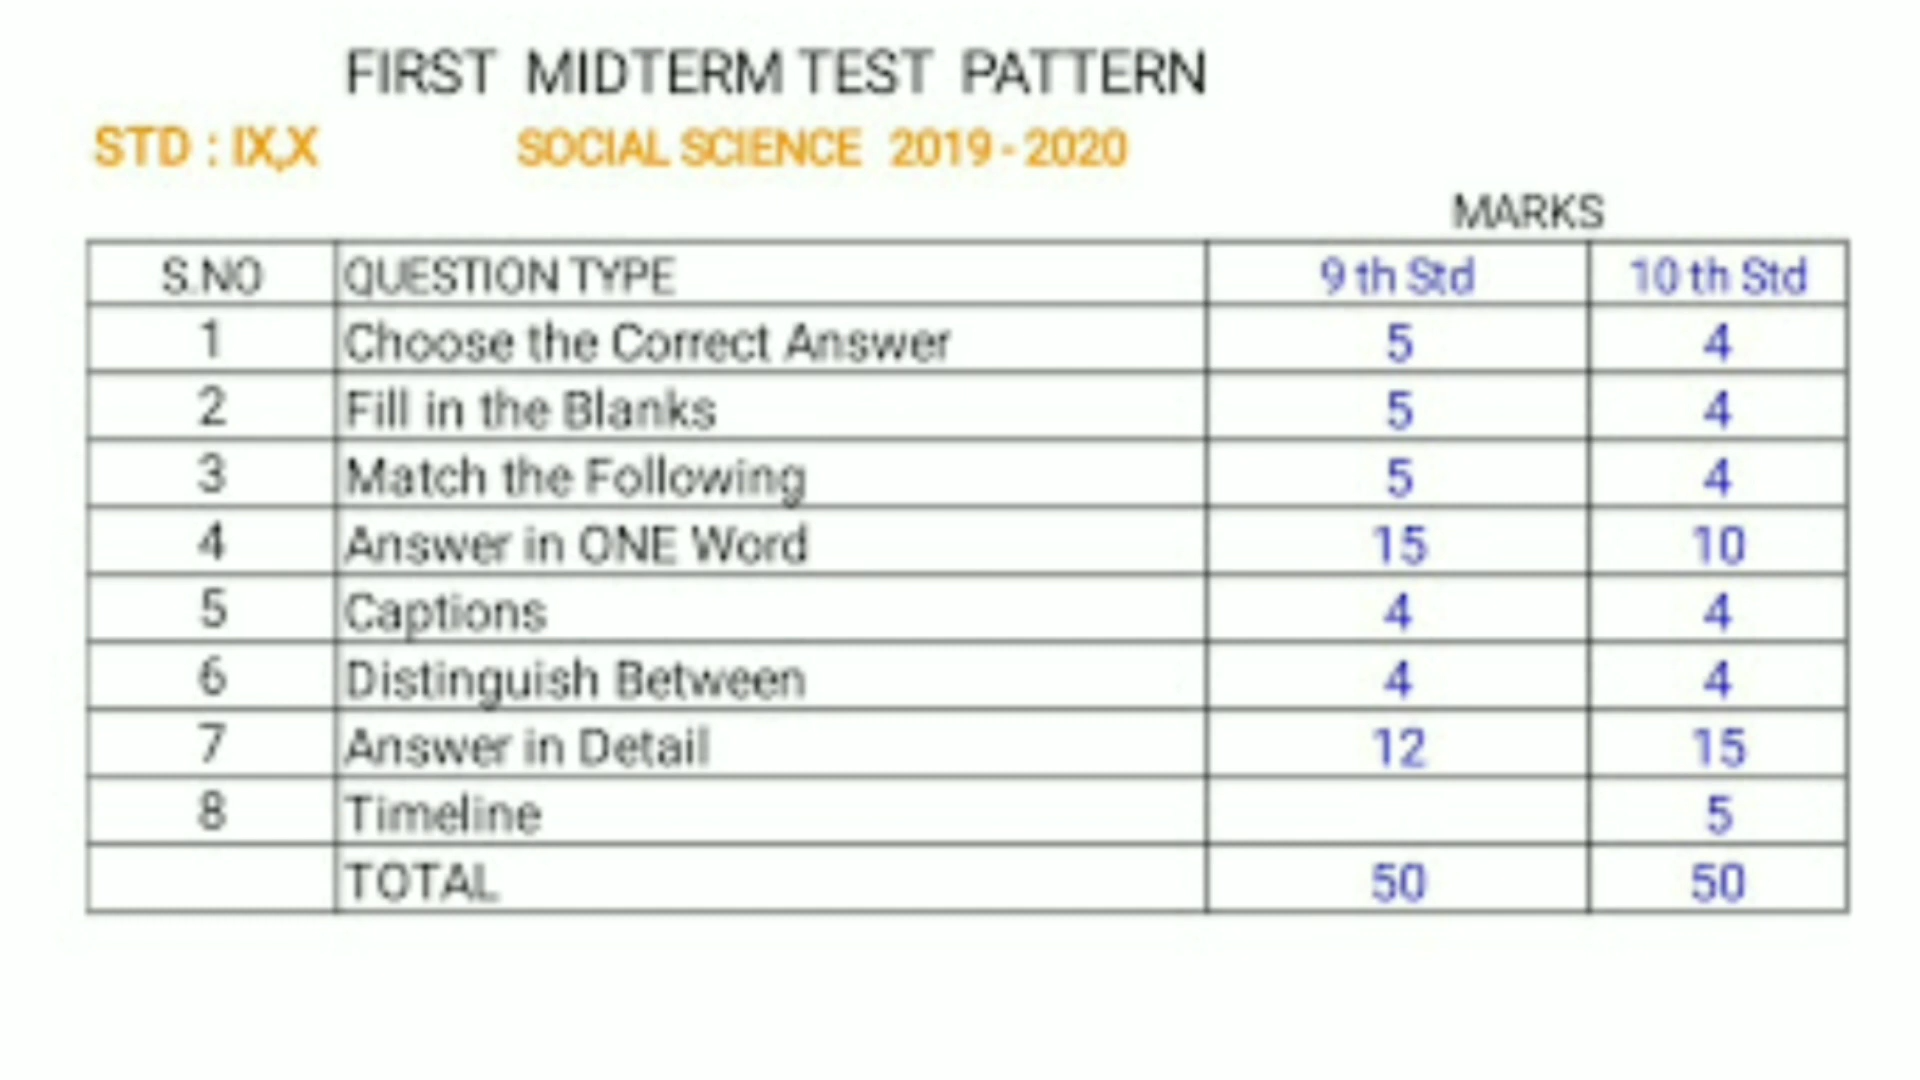 FIRST MIDTERM TEST PATTERN
STD : IX,X SOCIAL SCIENCE 2019 - 2020
MARKS
S.NO QUESTION TYPE 9 th Std 10 th Std
1 Choose the Correct Answer 5 4
2 Fill in the Blanks 5 4
3 Match the Following 5 4
4 Answer in ONE Word 15 10
5 Captions 4 4
6 Distinguish Between 4 4
7 Answer in Detail 12 15
8 Timeline 5
TOTAL 50 50